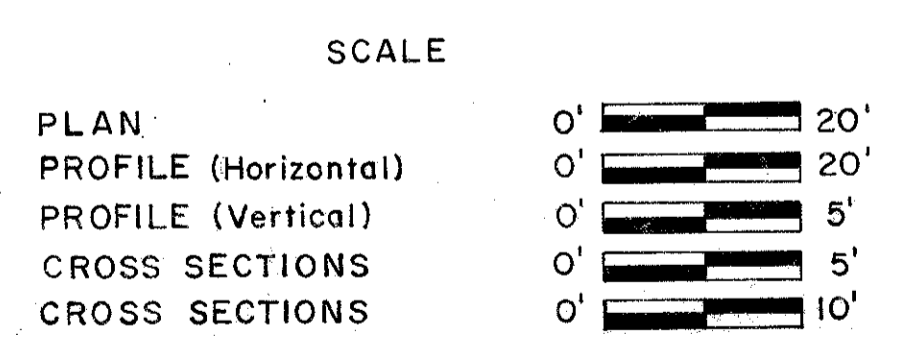 SCALE
PLAN 0' 20'
PROFILE (Horizontal) 0' 20'
PROFILE (Vertical) 0' 5'
CROSS SECTIONS 0' 5'
CROSS SECTIONS 0' 10'